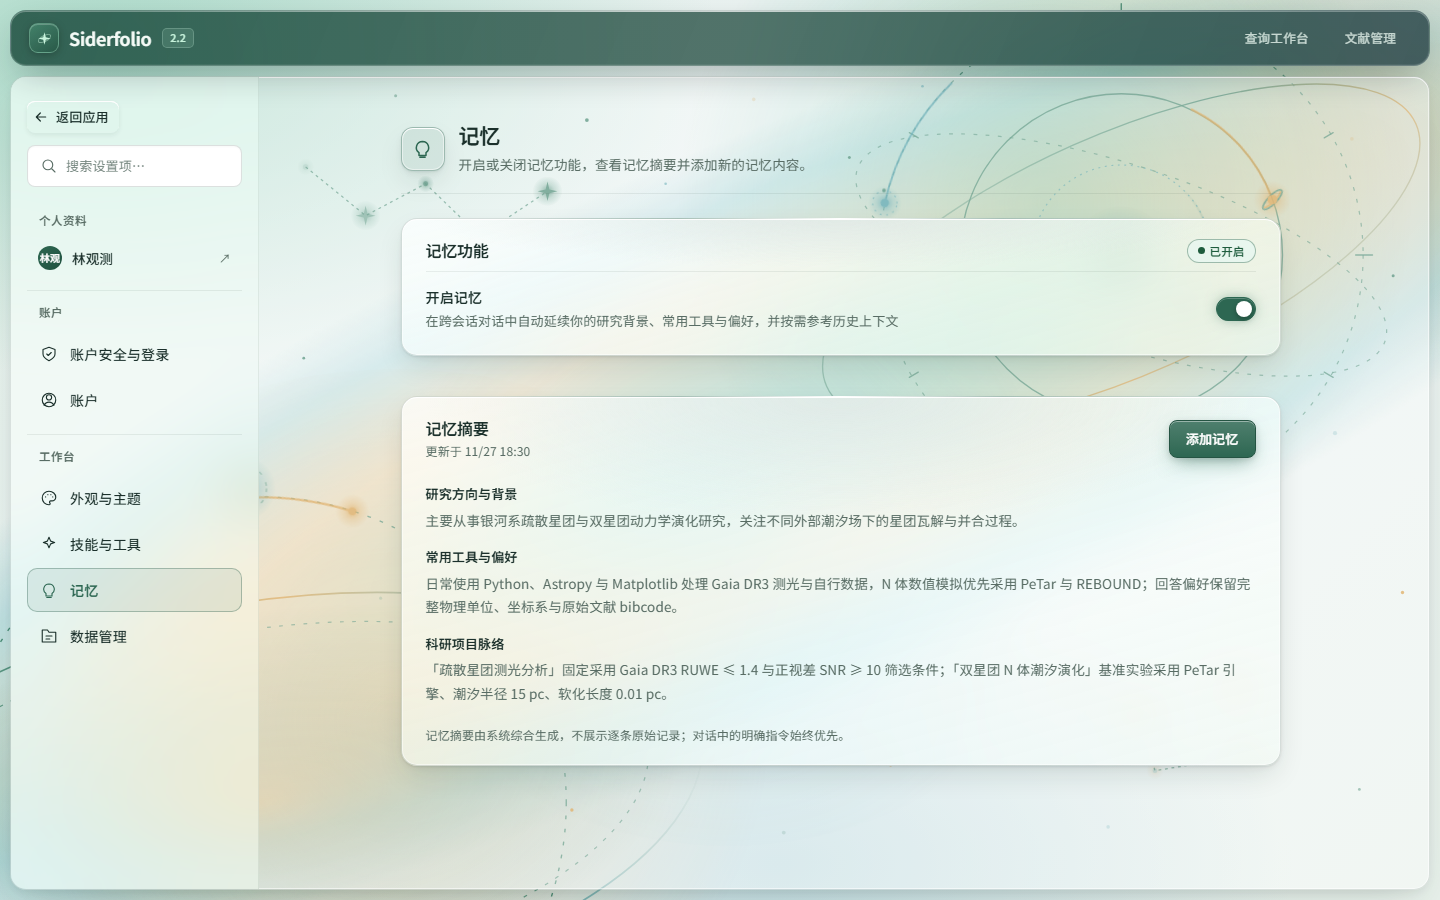 Siderfolio 2.2
查询工作台
文献管理
返回应用
搜索设置项…
个人资料
林观 林观测
账户
账户安全与登录
账户
工作台
外观与主题
技能与工具
记忆
数据管理
记忆
开启或关闭记忆功能，查看记忆摘要并添加新的记忆内容。
记忆功能
已开启
开启记忆
在跨会话对话中自动延续你的研究背景、常用工具与偏好，并按需参考历史上下文
记忆摘要
更新于 11/27 18:30
添加记忆
研究方向与背景
主要从事银河系疏散星团与双星团动力学演化研究，关注不同外部潮汐场下的星团瓦解与并合过程。
常用工具与偏好
日常使用 Python、Astropy 与 Matplotlib 处理 Gaia DR3 测光与自行数据，N 体数值模拟优先采用 PeTar 与 REBOUND；回答偏好保留完
整物理单位、坐标系与原始文献 bibcode。
科研项目脉络
「疏散星团测光分析」固定采用 Gaia DR3 RUWE ≤ 1.4 与正视差 SNR ≥ 10 筛选条件；「双星团 N 体潮汐演化」基准实验采用 PeTar 引
擎、潮汐半径 15 pc、软化长度 0.01 pc。
记忆摘要由系统综合生成，不展示逐条原始记录；对话中的明确指令始终优先。